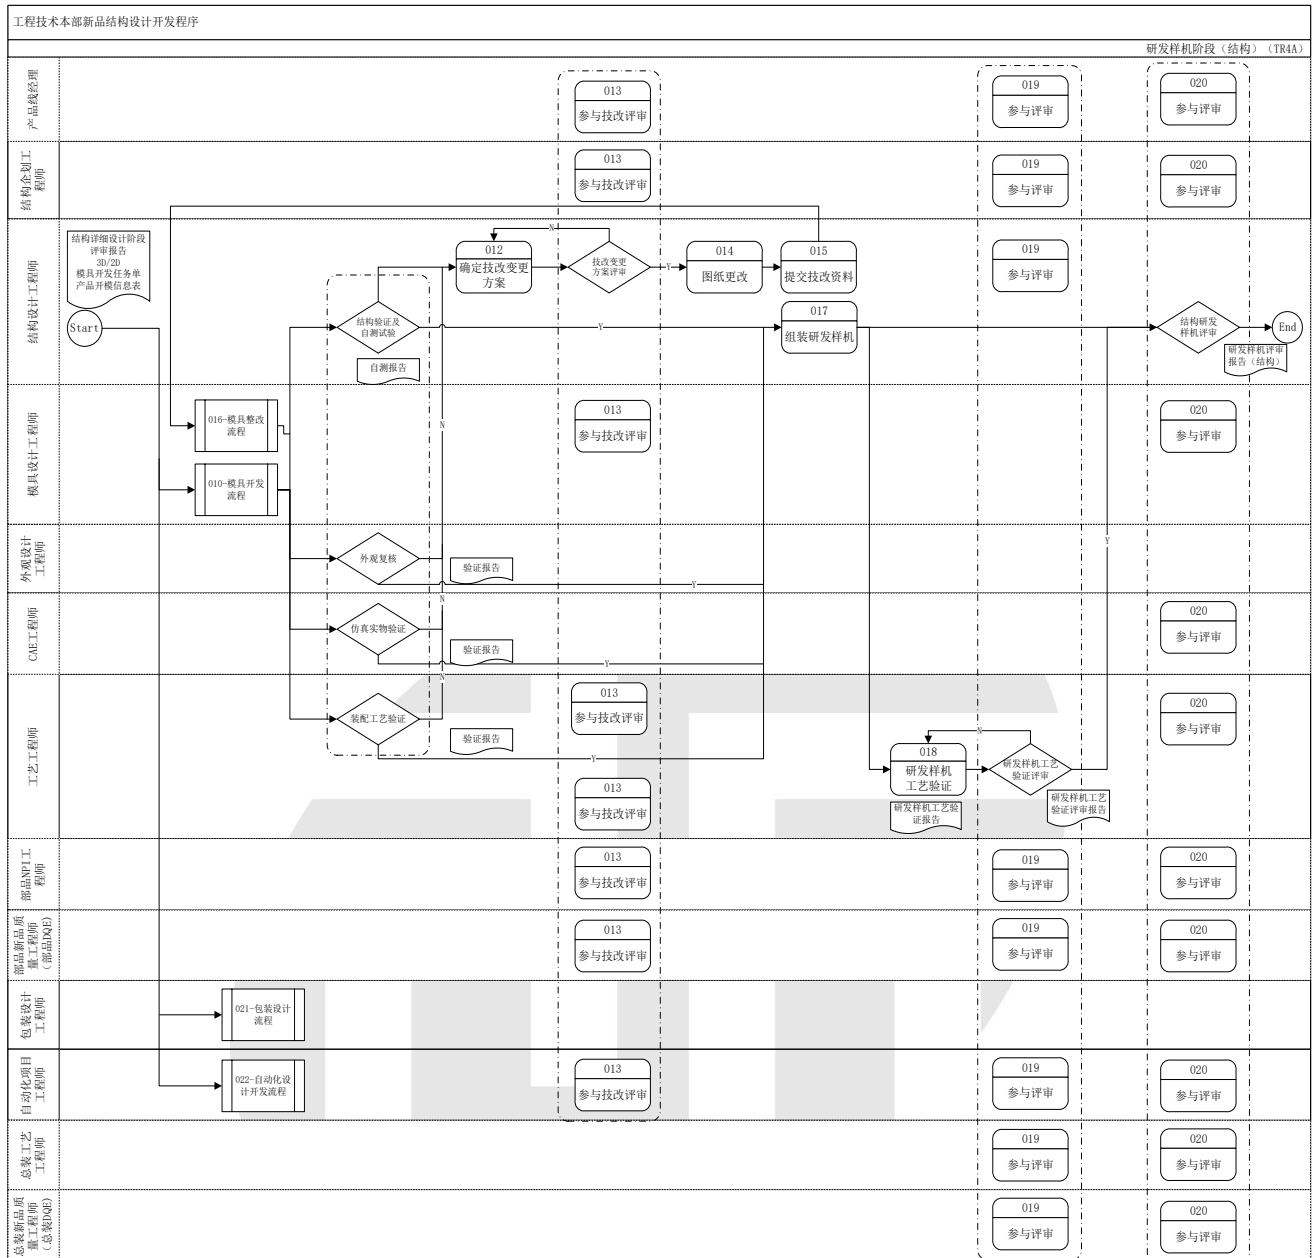 工程技术本部新品结构设计开发程序
研发样机阶段（结构）（TR4A）
产品线经理
013
参与技改评审
019
参与评审
020
参与评审
结构企划工
程师
013
参与技改评审
019
参与评审
020
参与评审
结构设计工程师
结构详细设计阶段
评审报告
3D/2D
模具开发任务单
产品开模信息表
Start
结构验证及
自测试验
自测报告
N
012
确定技改变更
方案
技改变更
方案评审
Y
014
图纸更改
015
提交技改资料
Y
017
组装研发样机
019
参与评审
结构研发
样机评审
End
研发样机评审
报告（结构）
模具设计工程师
016-模具整改
流程
010-模具开发
流程
N
013
参与技改评审
020
参与评审
外观设计
工程师
外观复核
验证报告
Y
Y
CAE工程师
N
仿真实物验证
验证报告
Y
020
参与评审
工艺工程师
N
装配工艺验证
验证报告
Y
013
参与技改评审
013
参与技改评审
N
018
研发样机
工艺验证
研发样机工艺验
证报告
研发样机工艺
验证评审
研发样机工艺
验证评审报告
020
参与评审
部品NPI工
程师
013
参与技改评审
019
参与评审
020
参与评审
部品新品质
量工程师
（部品DQE）
013
参与技改评审
019
参与评审
020
参与评审
包装设计
工程师
021-包装设计
流程
自动化项目
工程师
022-自动化设
计开发流程
013
参与技改评审
019
参与评审
020
参与评审
总装工艺
工程师
019
参与评审
020
参与评审
总装新品质
量工程师
（总装DQE）
019
参与评审
020
参与评审